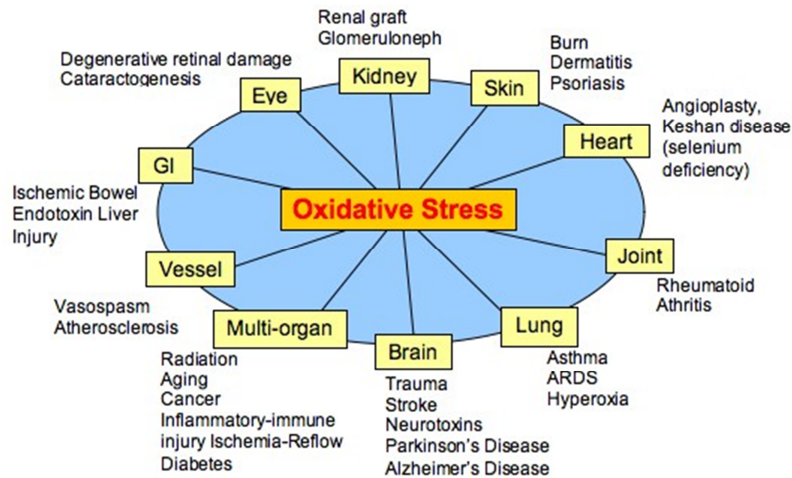 Renal graft
Glomeruloneph
Kidney
Burn
Dermatitis
Psoriasis
Skin
Degenerative retinal damage
Cataractogenesis
Eye
Angioplasty,
Keshan disease
(selenium
deficiency)
Heart
GI
Ischemic Bowel
Endotoxin Liver
Injury
Oxidative Stress
Joint
Rheumatoid
Athritis
Vessel
Vasospasm
Atherosclerosis
Multi-organ
Radiation
Aging
Cancer
Inflammatory-immune
injury Ischemia-Reflow
Diabetes
Brain
Trauma
Stroke
Neurotoxins
Parkinson's Disease
Alzheimer's Disease
Lung
Asthma
ARDS
Hyperoxia